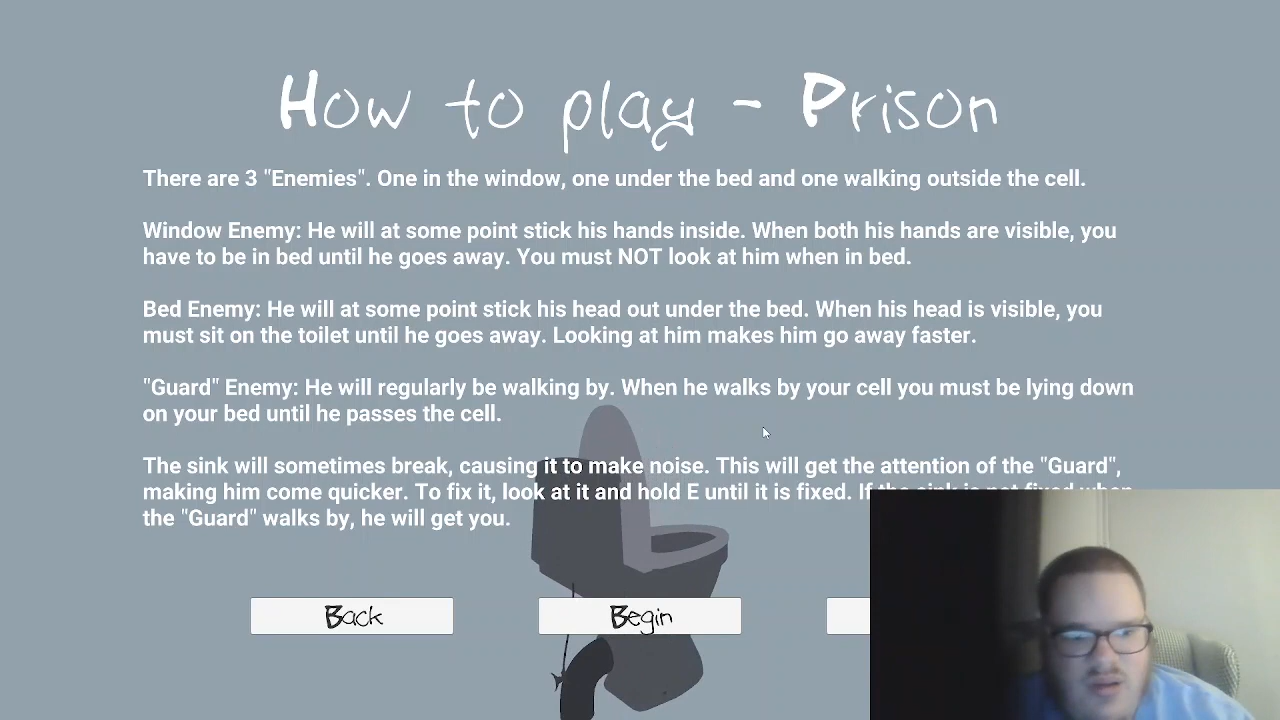 How to play - Prison
There are 3 "Enemies". One in the window, one under the bed and one walking outside the cell.
Window Enemy: He will at some point stick his hands inside. When both his hands are visible, you
have to be in bed until he goes away. You must NOT look at him when in bed.
Bed Enemy: He will at some point stick his head out under the bed. When his head is visible, you
must sit on the toilet until he goes away. Looking at him makes him go away faster.
"Guard" Enemy: He will regularly be walking by. When he walks by your cell you must be lying down
on your bed until he passes the cell.
The sink will sometimes break, causing it to make noise. This will get the attention of the "Guard",
making him come quicker. To fix it, look at it and hold E until it is fixed. If the sink is not fixed when
the "Guard" walks by, he will get you.
Back
Begin